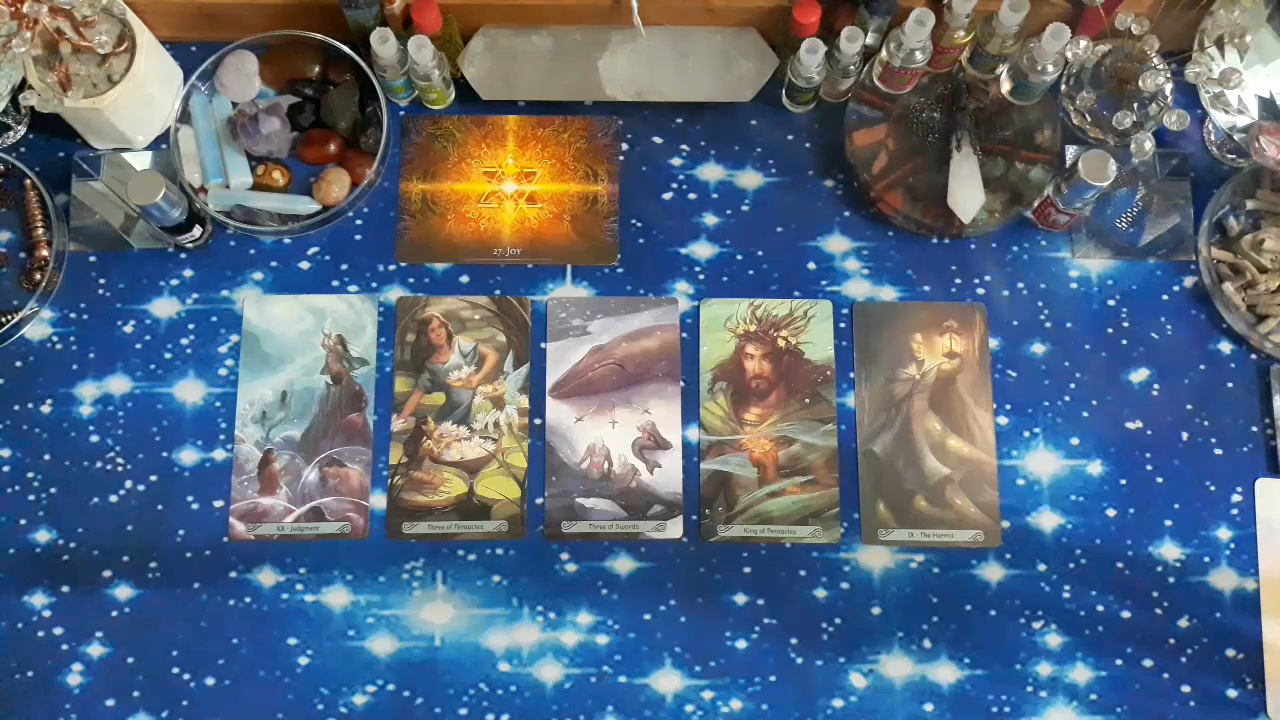 27. Joy
XX - Judgment
Three of Pentacles
Three of Swords
King of Pentacles
IX - The Hermit